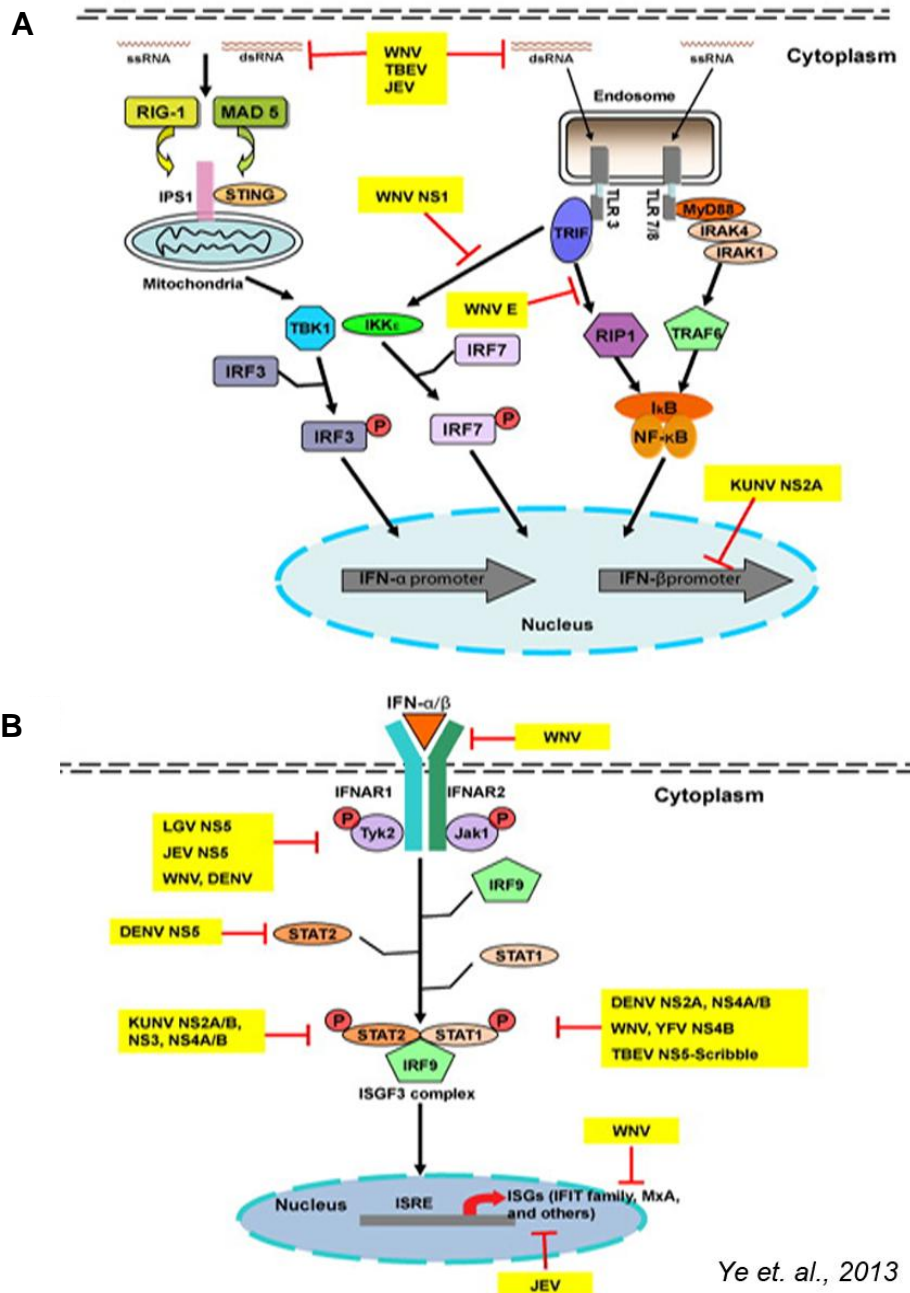 A
ssRNA
dsRNA
WNV
TBEV
JEV
dsRNA
ssRNA
Cytoplasm
Endosome
RIG-1
MAD 5
IPS1
STING
WNV NS1
TLR 3
TLR 7/8
MyD88
IRAK4
IRAK1
TRIF
Mitochondria
WNV E
TBK1
IKKε
RIP1
TRAF6
IRF3
IRF7
IRF3
P
IRF7
P
IκB
NF-κB
KUNV NS2A
IFN-α promoter
IFN-βpromoter
Nucleus
B
IFN-α/β
WNV
IFNAR1
IFNAR2
Cytoplasm
P
Tyk2
Jak1
P
LGV NS5
JEV NS5
WNV, DENV
IRF9
DENV NS5
STAT2
STAT1
KUNV NS2A/B,
NS3, NS4A/B
P
STAT2
STAT1
P
IRF9
DENV NS2A, NS4A/B
WNV, YFV NS4B
TBEV NS5-Scribble
ISGF3 complex
WNV
Nucleus
ISRE
ISGs (IFIT family, MxA,
and others)
JEV
Ye et. al., 2013